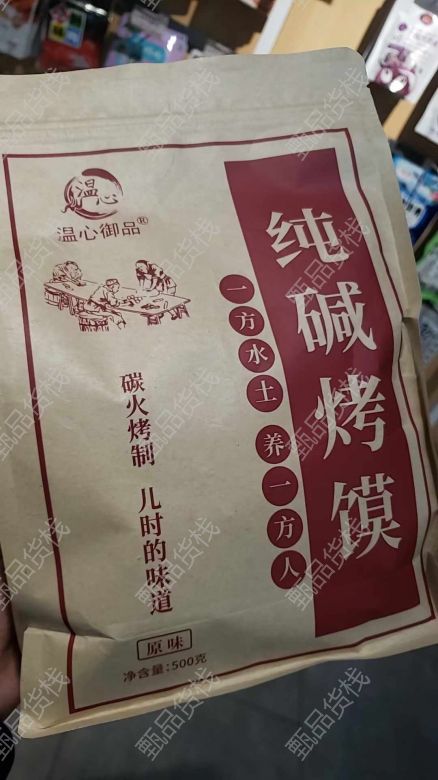 温心
温心御品®
纯碱烤馍
一方水土 养一方人
碳火烤制 儿时的味道
原味
净含量:500克
甄品货栈